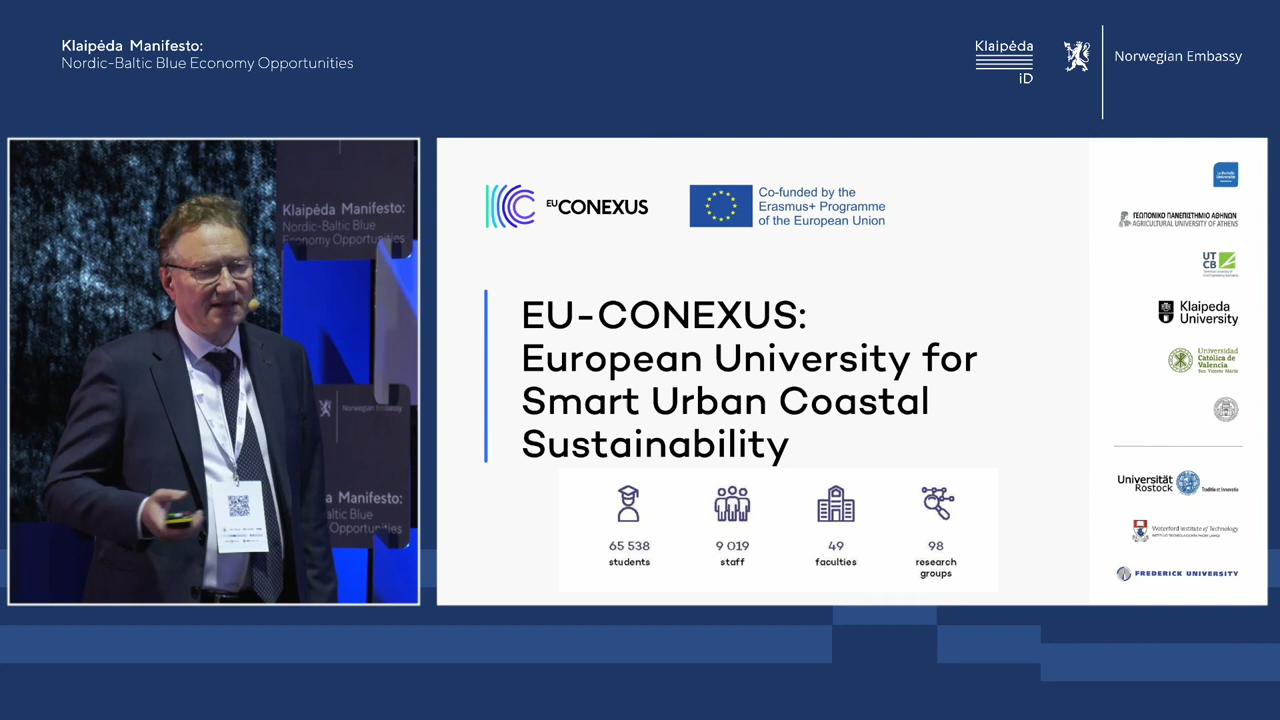 Klaipėda Manifesto:
Nordic-Baltic Blue Economy Opportunities
Klaipėda
iD
Norwegian Embassy
Klaipėda Manifesto:
Nordic-Baltic Blue
Economy Opportunities
Norwegian Embassy
a Manifesto:
altic Blue
Opportunities
EU CONEXUS
Co-funded by the
Erasmus+ Programme
of the European Union
EU-CONEXUS:
European University for
Smart Urban Coastal
Sustainability
65 538
students
9 019
staff
49
faculties
98
research
groups
La Rochelle
Université
ΓΕΩΠΟΝΙΚΟ ΠΑΝΕΠΙΣΤΗΜΙΟ ΑΘΗΝΩΝ
AGRICULTURAL UNIVERSITY OF ATHENS
UT
CB
Klaipeda
University
Universidad
Católica de
Valencia
San Vicente Mártir
Universität
Rostock
Traditio et Innovatio
Waterford Institute of Technology
FREDERICK UNIVERSITY